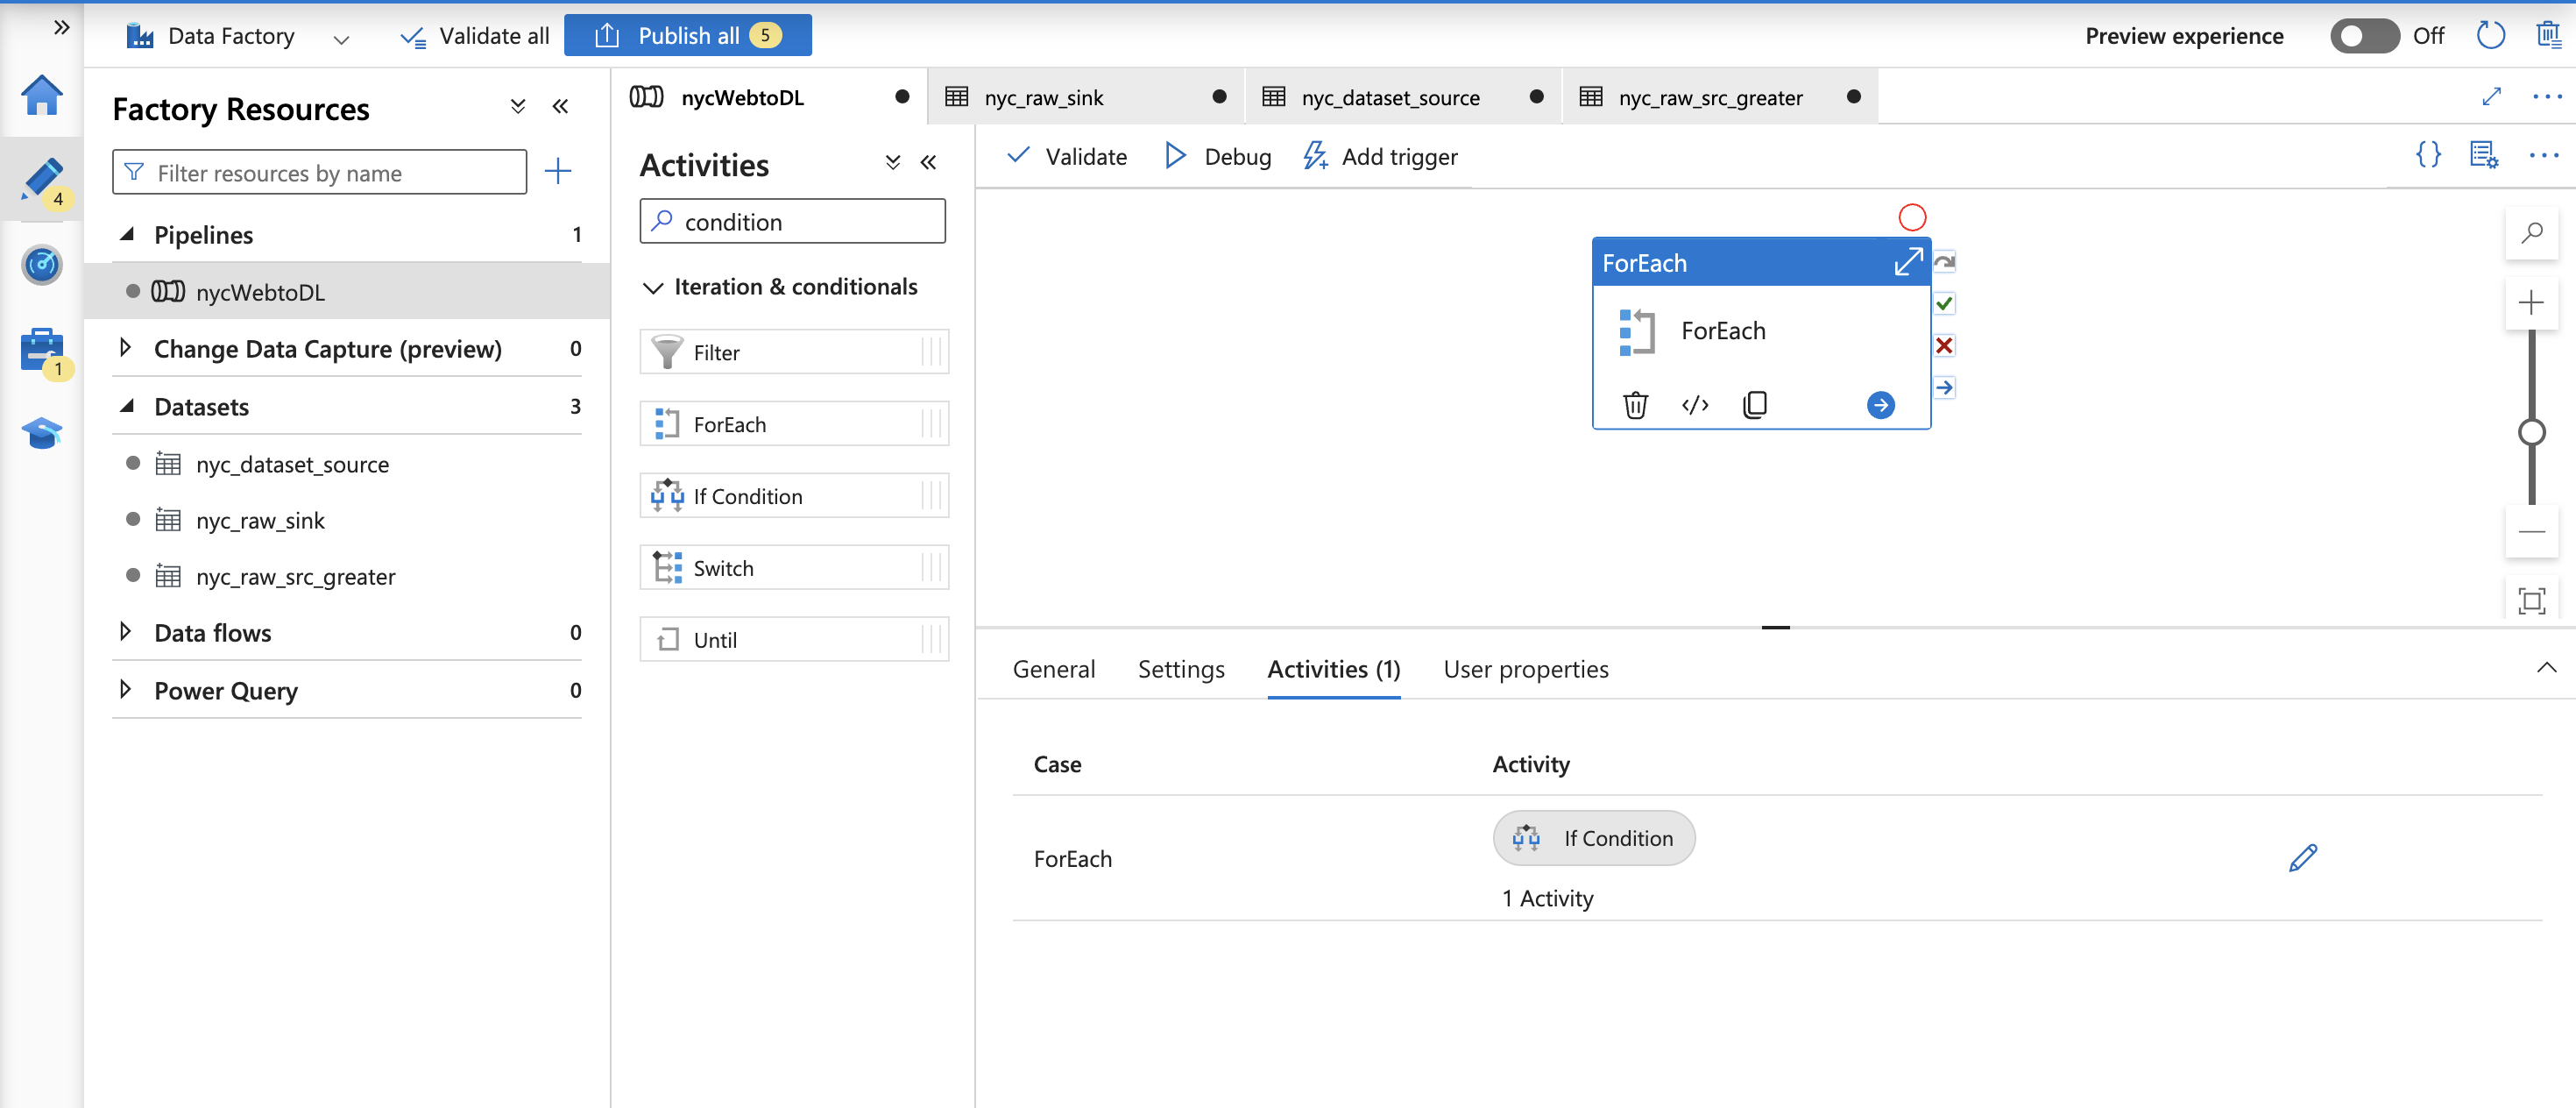 Data Factory
Validate all
Publish all 5
Preview experience
Off
4
1
Factory Resources
Filter resources by name
Pipelines 1
nycWebtoDL
Change Data Capture (preview) 0
Datasets 3
nyc_dataset_source
nyc_raw_sink
nyc_raw_src_greater
Data flows 0
Power Query 0
nycWebtoDL
nyc_raw_sink
nyc_dataset_source
nyc_raw_src_greater
Activities
condition
Iteration & conditionals
Filter
ForEach
If Condition
Switch
Until
Validate
Debug
Add trigger
{}
ForEach
ForEach
</>
General
Settings
Activities (1)
User properties
Case Activity
If Condition
ForEach
1 Activity